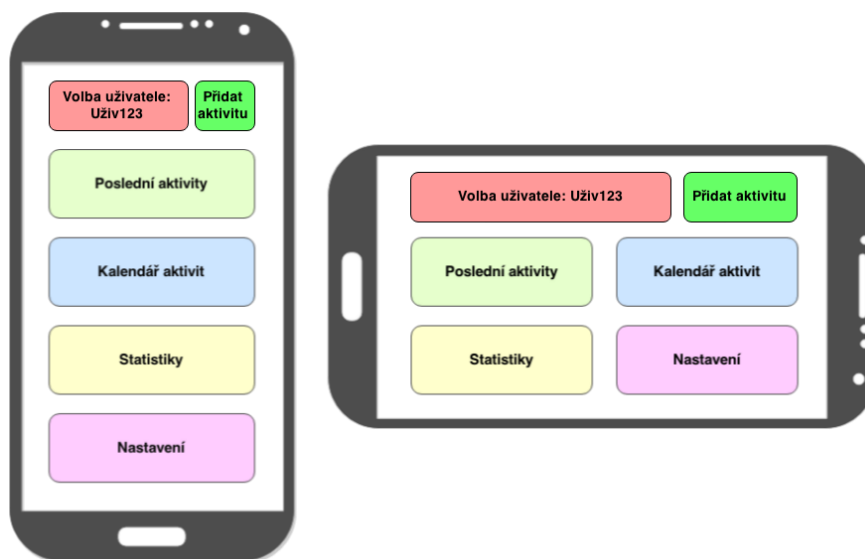 Volba uživatele:
Uživ123
Přidat
aktivitu
Poslední aktivity
Kalendář aktivit
Statistiky
Nastavení
Volba uživatele: Uživ123
Přidat aktivitu
Poslední aktivity
Kalendář aktivit
Statistiky
Nastavení